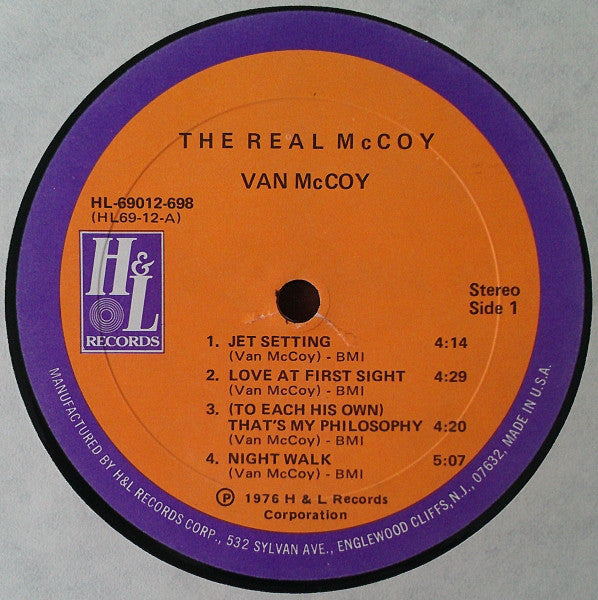 THE REAL McCOY
VAN McCOY
HL-69012-698
(HL69-12-A)
H&L
RECORDS
Stereo
Side 1
1. JET SETTING 4:14
(Van McCoy) - BMI
2. LOVE AT FIRST SIGHT 4:29
(Van McCoy) - BMI
3. (TO EACH HIS OWN)
THAT'S MY PHILOSOPHY 4:20
(Van McCoy) - BMI
4. NIGHT WALK 5:07
(Van McCoy) - BMI
Ⓟ 1976 H & L Records
Corporation
MANUFACTURED BY H&L RECORDS CORP., 532 SYLVAN AVE., ENGLEWOOD CLIFFS, N.J., 07632, MADE IN U.S.A.